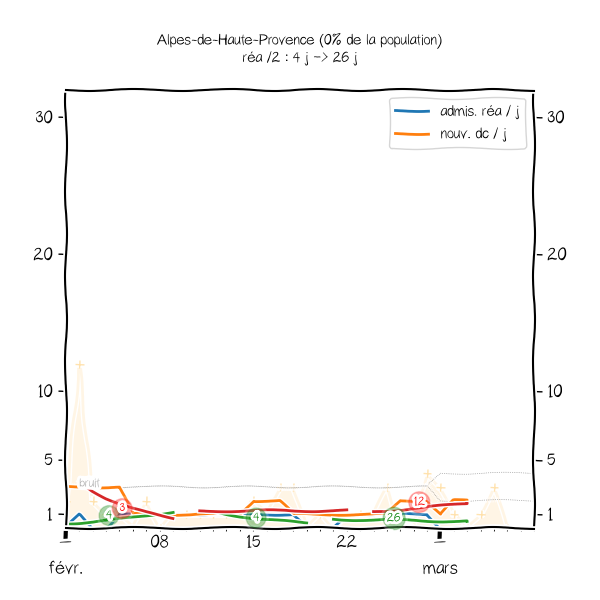 Alpes-de-Haute-Provence (0% de la population)
réa /2 : 4 j -> 26 j
admis. réa / j
nouv. dc / j
30
30
20
20
10
10
5
5
bruit
12
3
4
4
26
1
1
08
15
22
févr.
mars